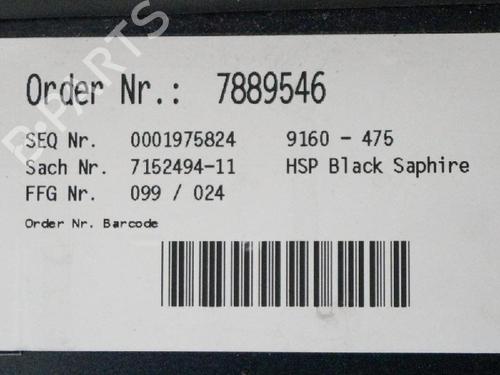 Order Nr.: 7889546
SEQ Nr. 0001975824 9160 - 475
Sach Nr. 7152494-11 HSP Black Saphire
FFG Nr. 099 / 024
Order Nr. Barcode
B-PARTS